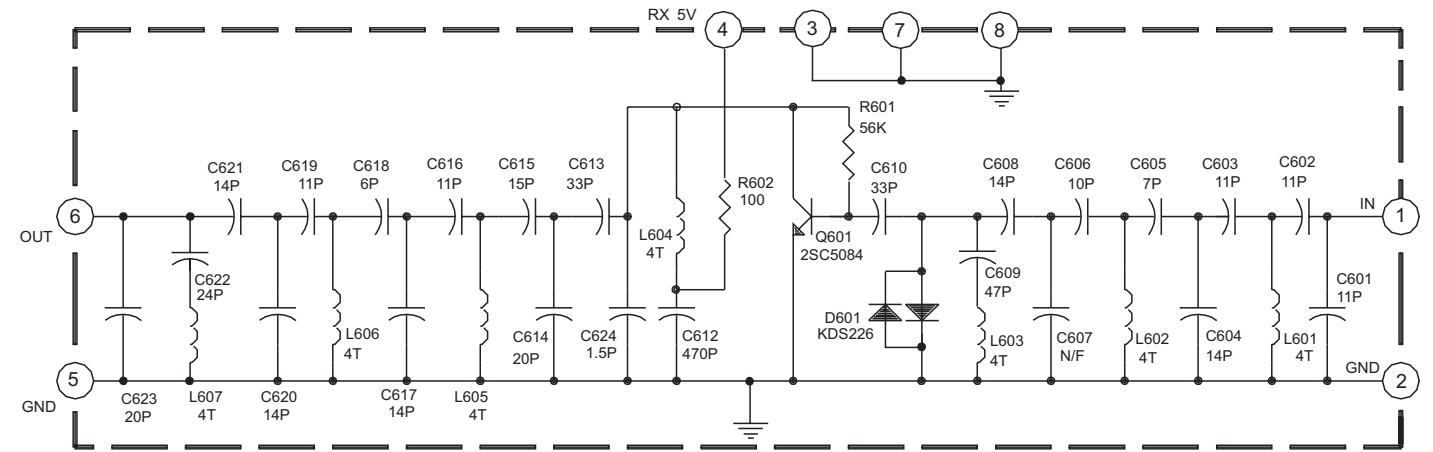 RX 5V
4
3
7
8
R601
56K
C621
14P
C619
11P
C618
6P
C616
11P
C615
15P
C613
33P
R602
100
C610
33P
C608
14P
C606
10P
C605
7P
C603
11P
C602
11P
6
OUT
IN
1
L604
4T
Q601
2SC5084
C622
24P
C609
47P
C601
11P
L606
4T
C614
20P
C624
1.5P
C612
470P
D601
KDS226
L603
4T
C607
N/F
L602
4T
C604
14P
L601
4T
GND
2
5
GND
C623
20P
L607
4T
C620
14P
C617
14P
L605
4T